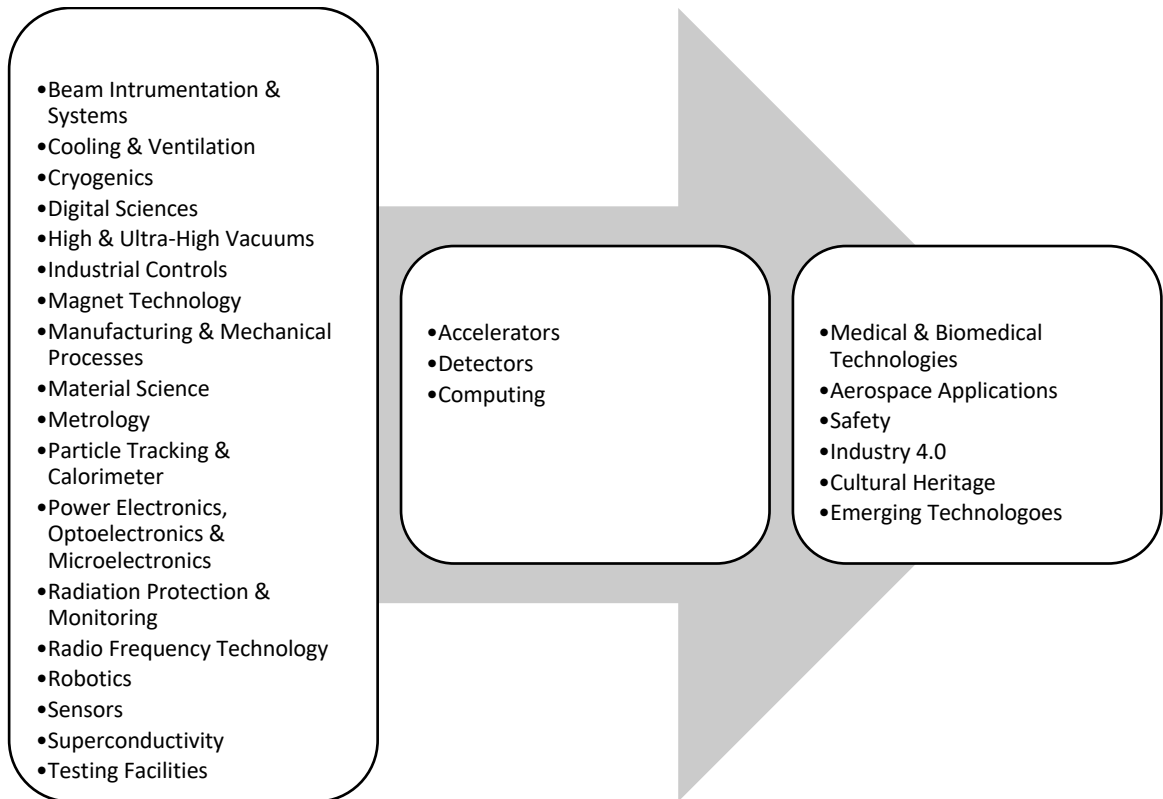 •Beam Intrumentation &
Systems
•Cooling & Ventilation
•Cryogenics
•Digital Sciences
•High & Ultra-High Vacuums
•Industrial Controls
•Magnet Technology
•Manufacturing & Mechanical
Processes
•Material Science
•Metrology
•Particle Tracking &
Calorimeter
•Power Electronics,
Optoelectronics &
Microelectronics
•Radiation Protection &
Monitoring
•Radio Frequency Technology
•Robotics
•Sensors
•Superconductivity
•Testing Facilities
•Accelerators
•Detectors
•Computing
•Medical & Biomedical
Technologies
•Aerospace Applications
•Safety
•Industry 4.0
•Cultural Heritage
•Emerging Technologoes